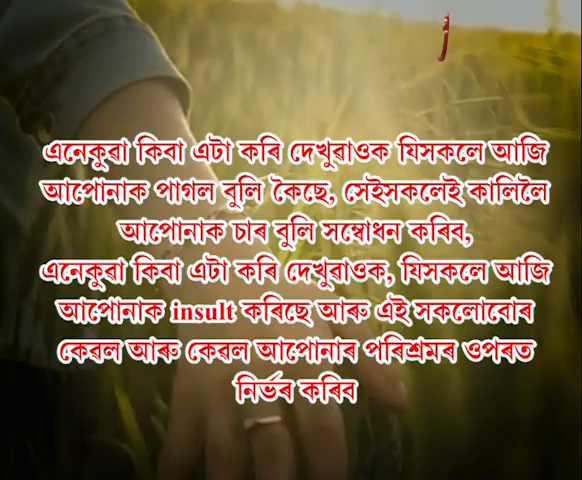 এনেকুৱা কিবা এটা কৰি দেখুৱাওক যিসকলে আজি
আপোনাক পাগল বুলি কৈছে, সেইসকলেই কালিলৈ
আপোনাক চাৰ বুলি সম্বোধন কৰিব,
এনেকুৱা কিবা এটা কৰি দেখুৱাওক, যিসকলে আজি
আপোনাক insult কৰিছে আৰু এই সকলোবোৰ
কেৱল আৰু কেৱল আপোনাৰ পৰিশ্ৰমৰ ওপৰত
নিৰ্ভৰ কৰিব